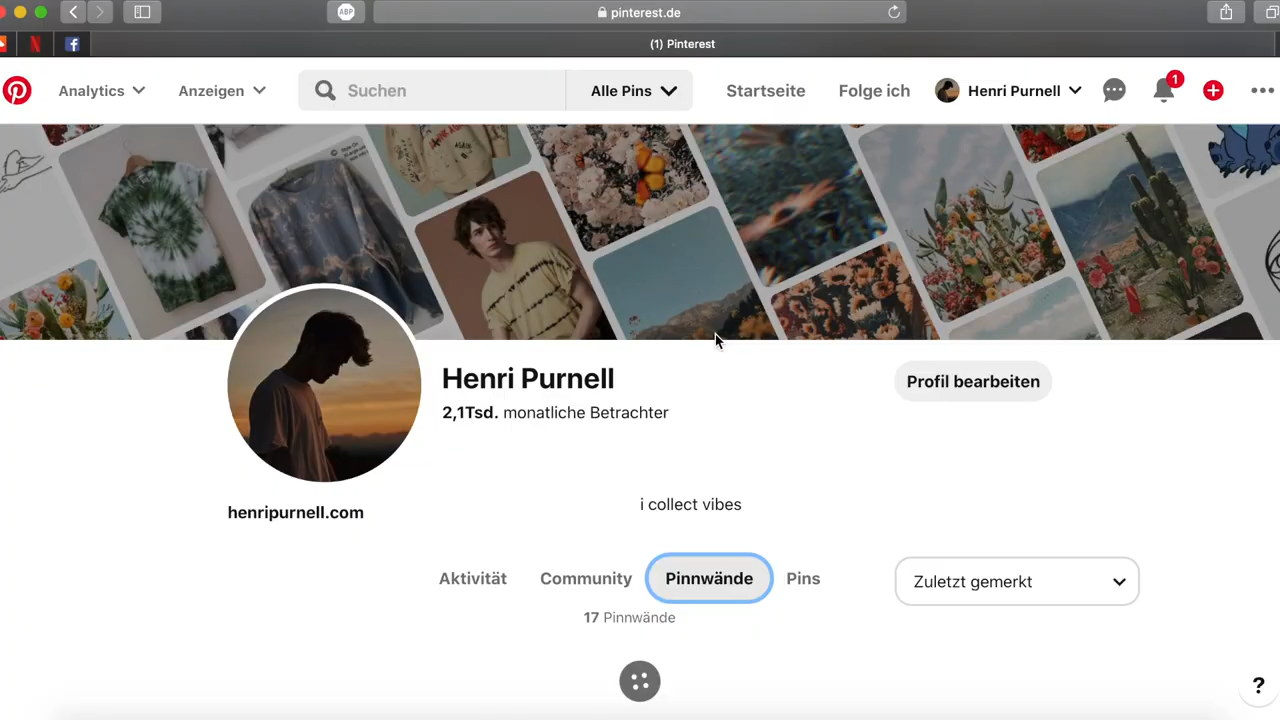 ABP
pinterest.de
(1) Pinterest
Analytics
Anzeigen
Suchen
Alle Pins
Startseite
Folge ich
Henri Purnell
1
Henri Purnell
2,1Tsd. monatliche Betrachter
Profil bearbeiten
henripurnell.com
i collect vibes
Aktivität
Community
Pinnwände
Pins
Zuletzt gemerkt
17 Pinnwände
?